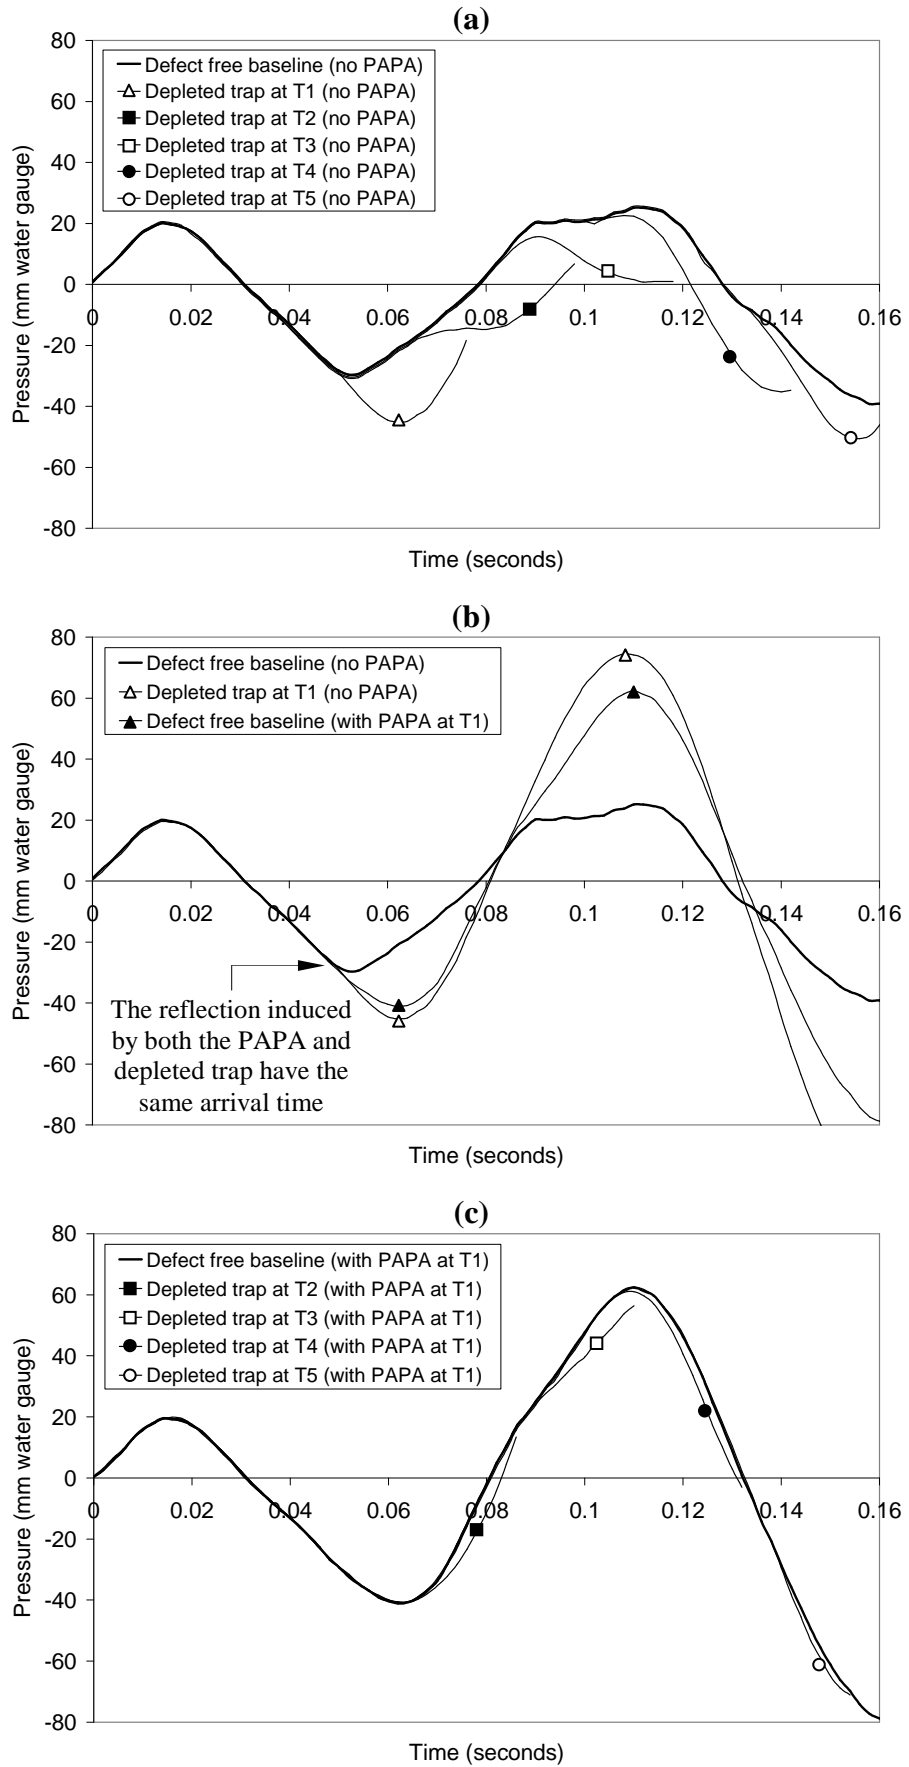 (a)
80
60
40
20
0
-20
-40
-60
-80
Pressure (mm water gauge)
Defect free baseline (no PAPA)
Depleted trap at T1 (no PAPA)
Depleted trap at T2 (no PAPA)
Depleted trap at T3 (no PAPA)
Depleted trap at T4 (no PAPA)
Depleted trap at T5 (no PAPA)
0 0.02 0.04 0.06 0.08 0.1 0.12 0.14 0.16
Time (seconds)
(b)
80
60
40
20
0
-20
-40
-60
-80
Pressure (mm water gauge)
Defect free baseline (no PAPA)
Depleted trap at T1 (no PAPA)
Defect free baseline (with PAPA at T1)
0 0.02 0.04 0.06 0.08 0.1 0.12 0.14 0.16
The reflection induced
by both the PAPA and
depleted trap have the
same arrival time
Time (seconds)
(c)
80
60
40
20
0
-20
-40
-60
-80
Pressure (mm water gauge)
Defect free baseline (with PAPA at T1)
Depleted trap at T2 (with PAPA at T1)
Depleted trap at T3 (with PAPA at T1)
Depleted trap at T4 (with PAPA at T1)
Depleted trap at T5 (with PAPA at T1)
0 0.02 0.04 0.06 0.08 0.1 0.12 0.14 0.16
Time (seconds)